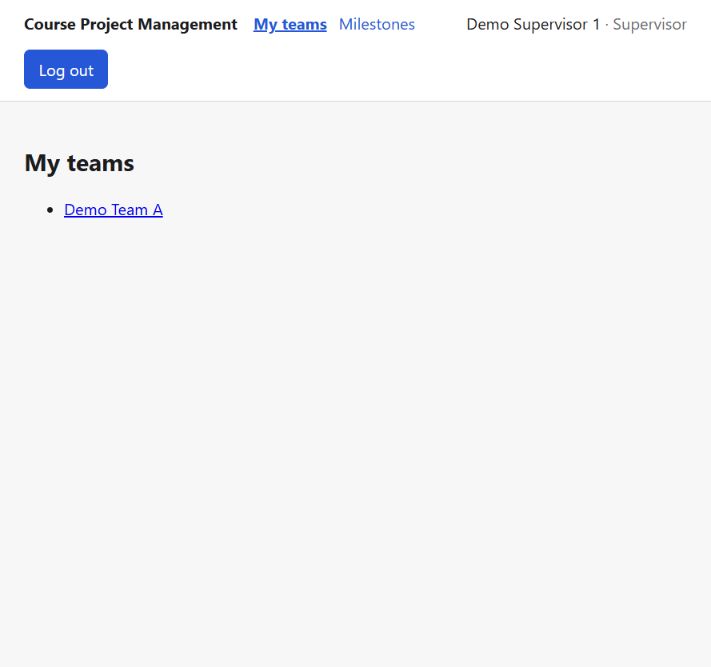 Course Project Management My teams Milestones Demo Supervisor 1 · Supervisor
Log out
My teams
• Demo Team A